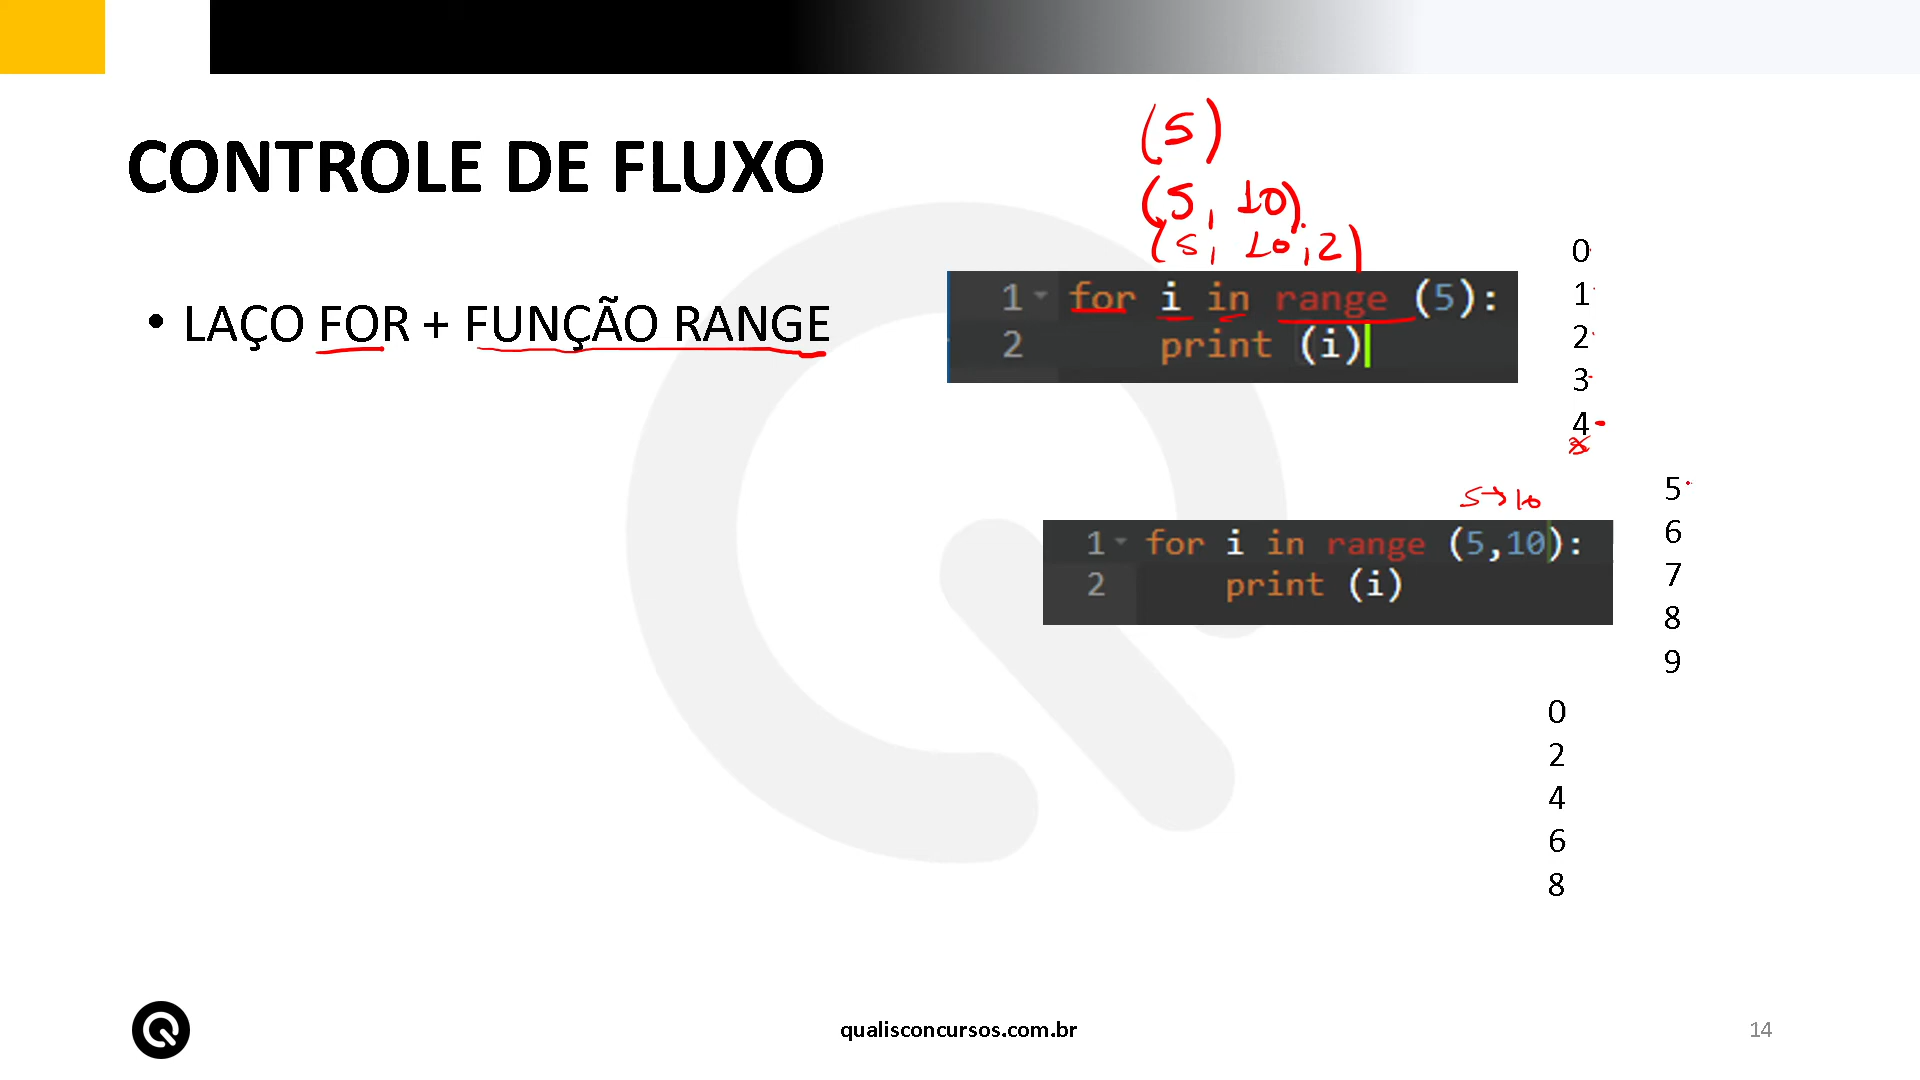 CONTROLE DE FLUXO
• LAÇO FOR + FUNÇÃO RANGE
(5)
(5, 10)
(5, 10, 2)
1 for i in range (5):
2 print (i)
0
1
2
3
4
5→10
1 for i in range (5,10):
2 print (i)
5
6
7
8
9
0
2
4
6
8
qualisconcursos.com.br
14